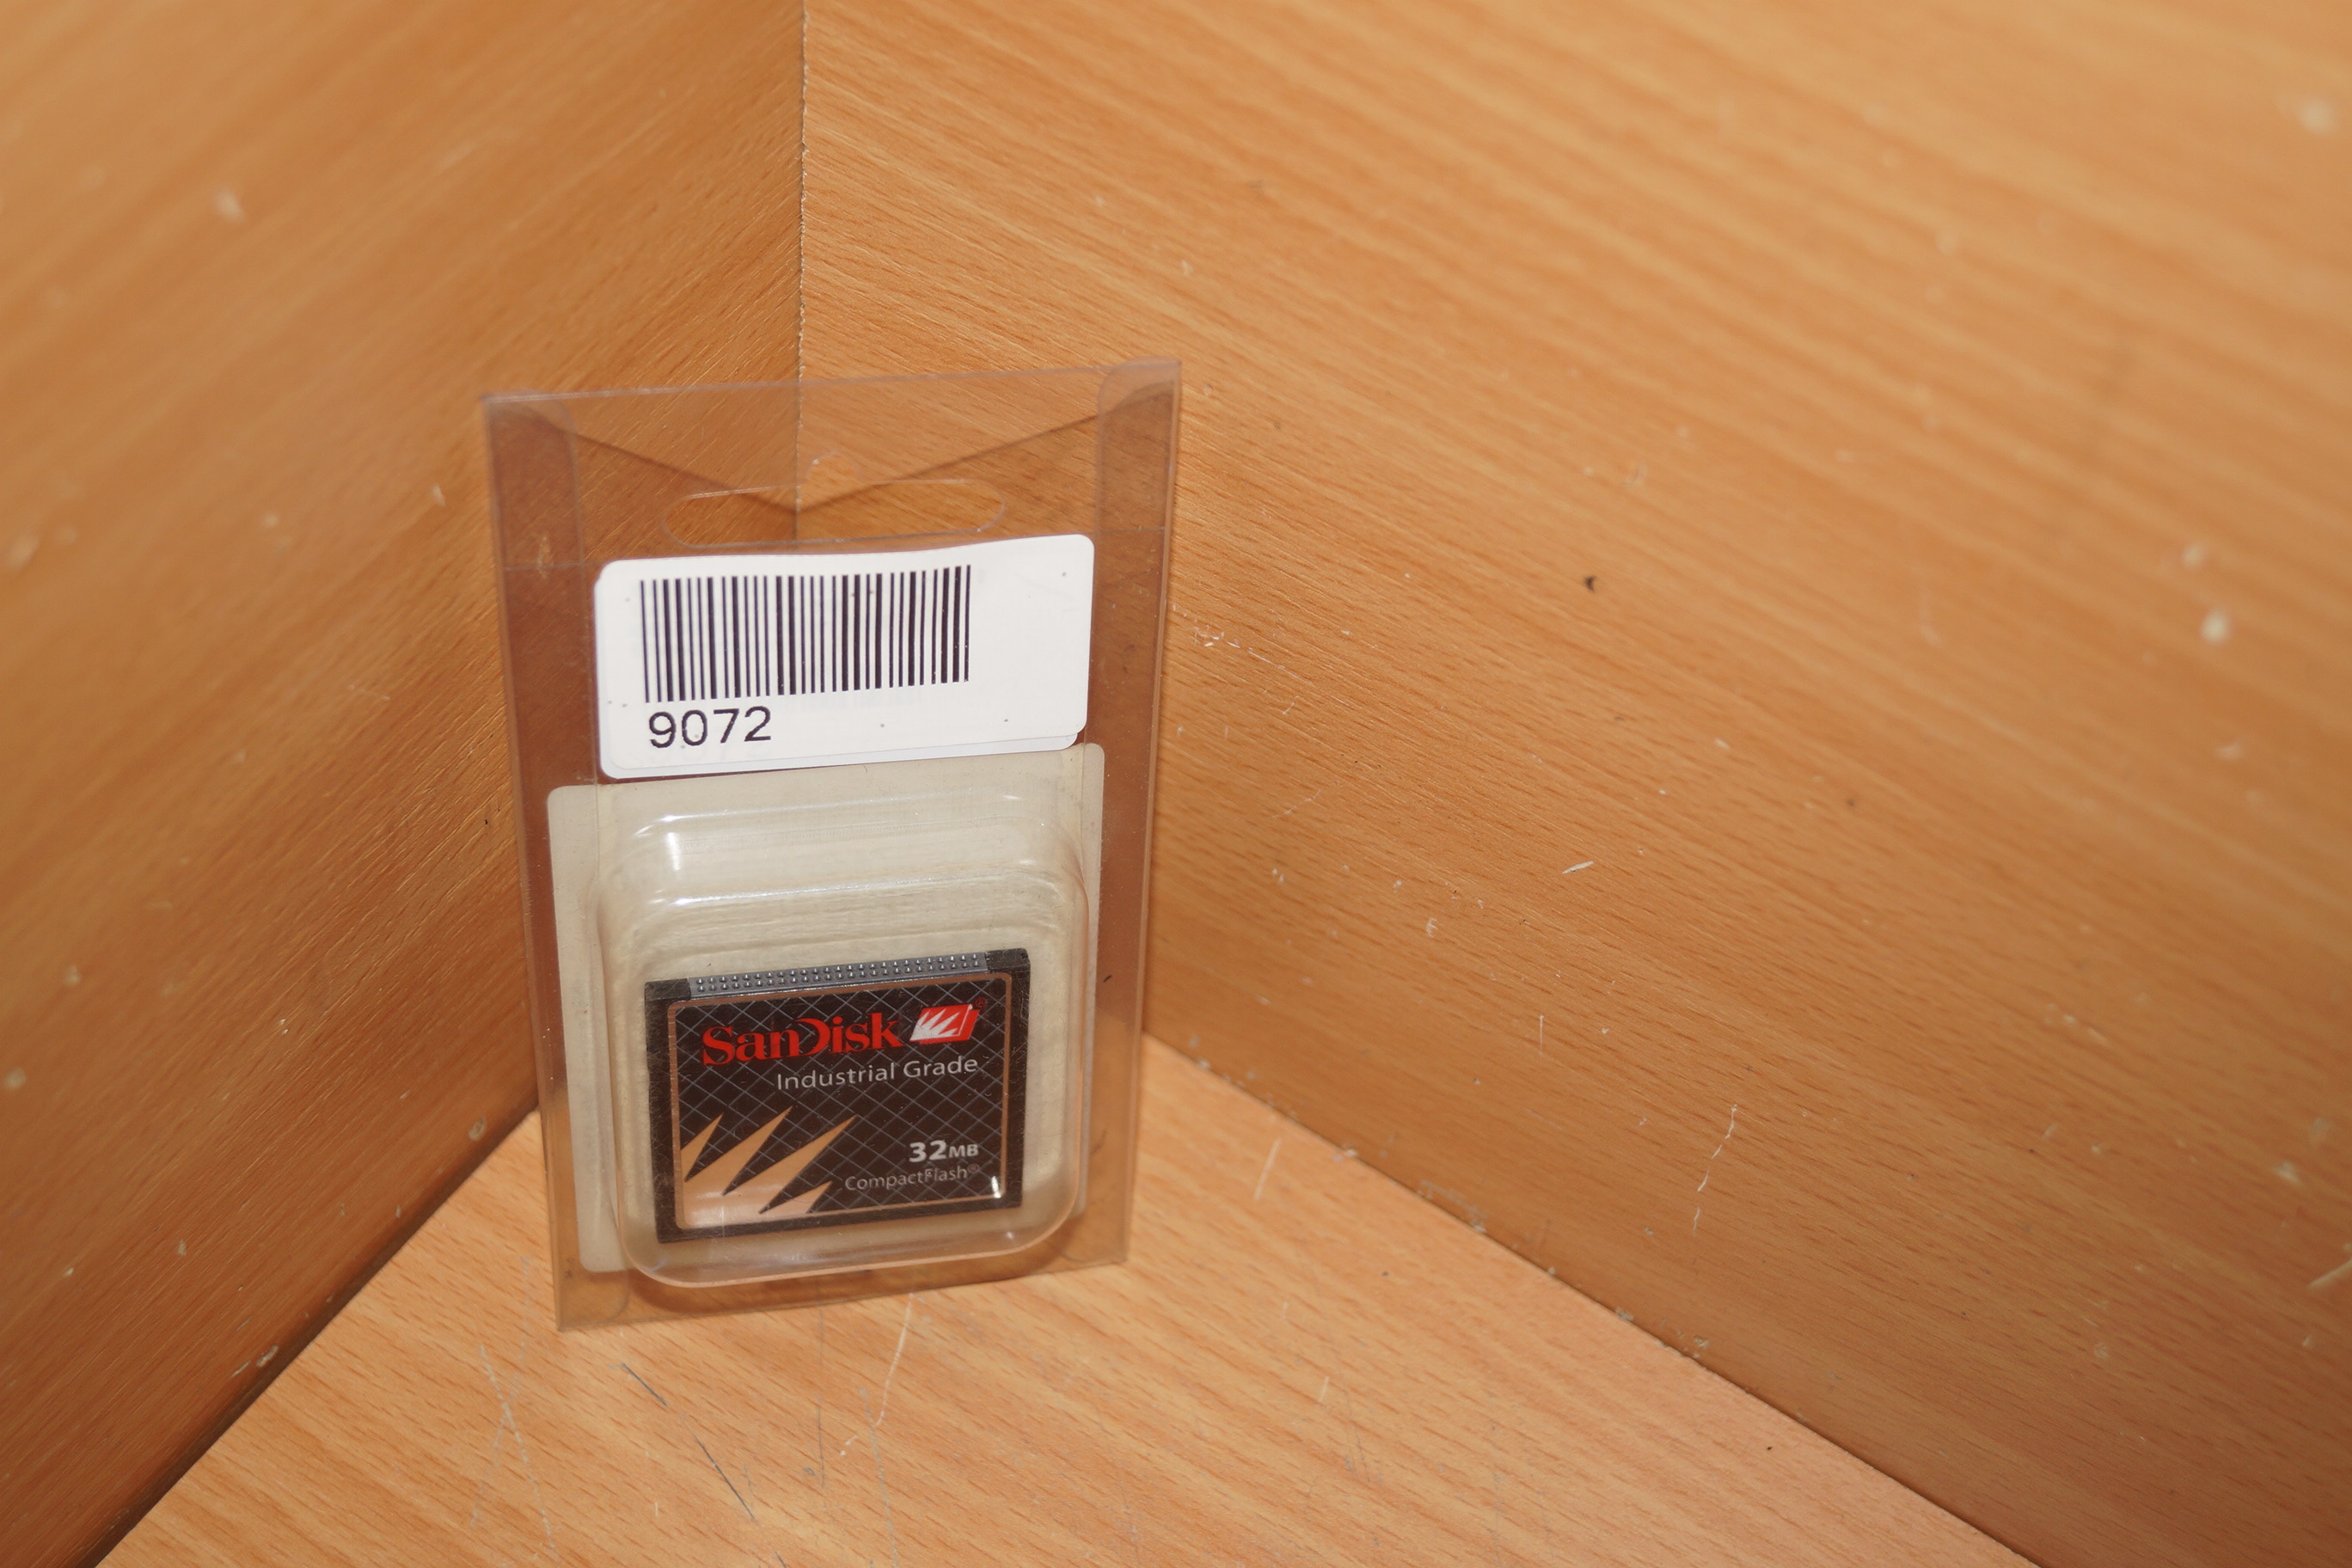 9072
SanDisk ®
Industrial Grade
32MB
CompactFlash®